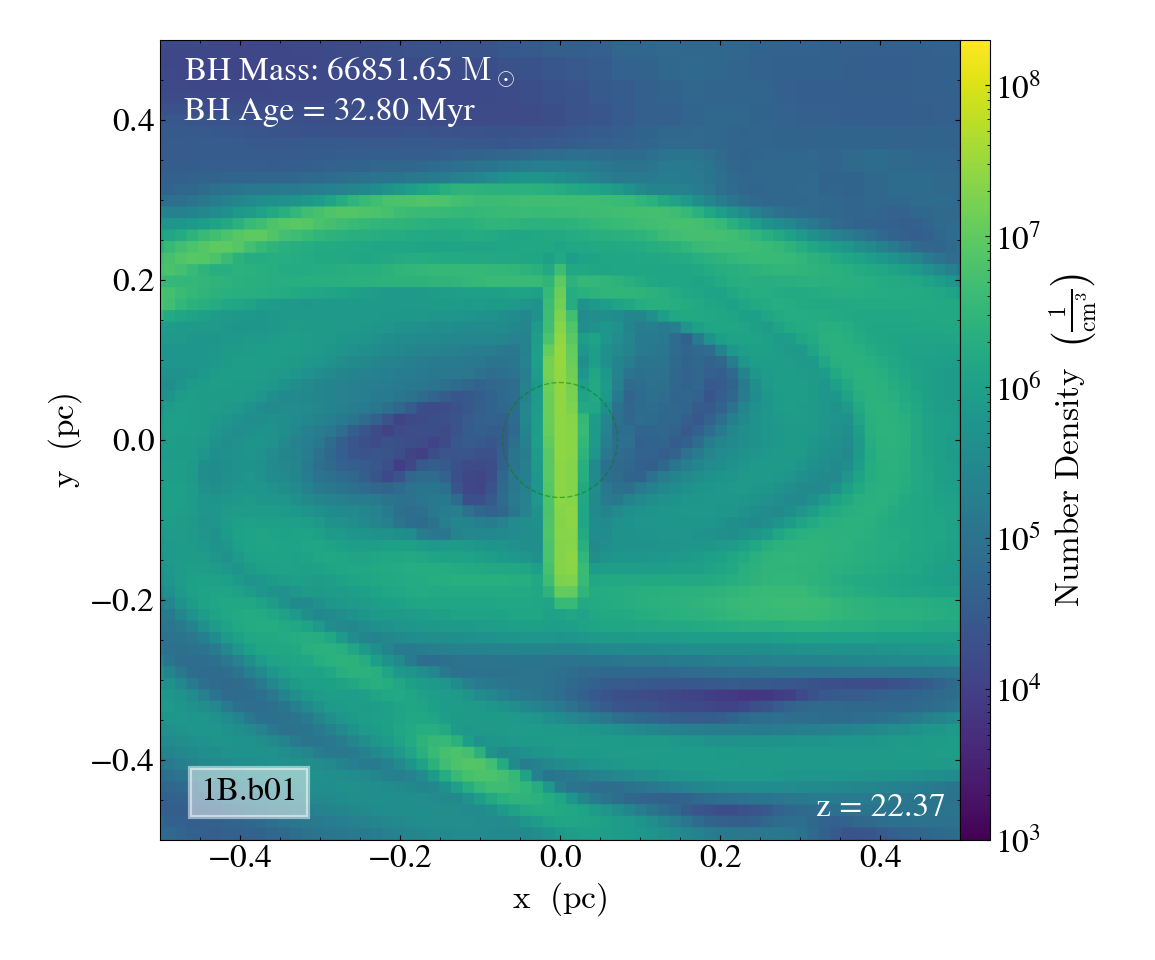 BH Mass: 66851.65 M⊙
BH Age = 32.80 Myr
0.4
0.2
0.0
−0.2
−0.4
y (pc)
1B.b01
z = 22.37
−0.4 −0.2 0.0 0.2 0.4
x (pc)
10⁸
10⁷
10⁶
10⁵
10⁴
10³
Number Density (1/cm³)